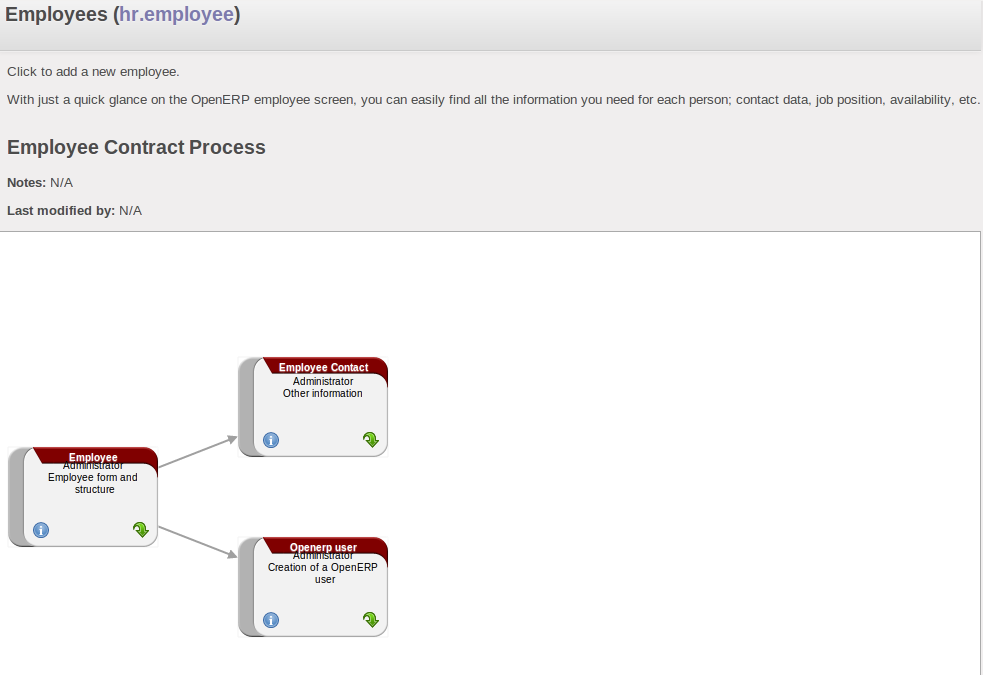 Employees (hr.employee)
Click to add a new employee.
With just a quick glance on the OpenERP employee screen, you can easily find all the information you need for each person; contact data, job position, availability, etc.
Employee Contract Process
Notes: N/A
Last modified by: N/A
Employee Contact
Administrator
Other information
Employee
Administrator
Employee form and
structure
Openerp user
Administrator
Creation of a OpenERP
user